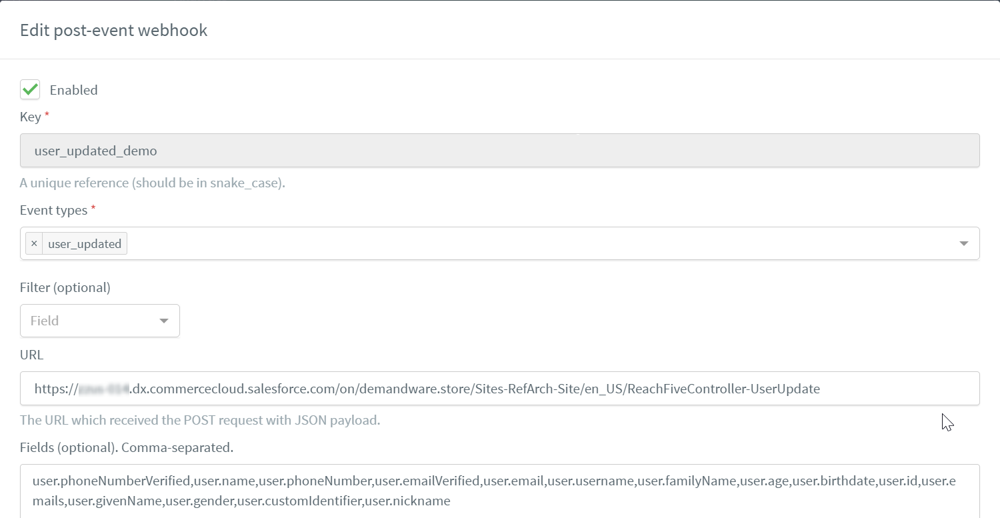 Edit post-event webhook
Enabled
Key *
user_updated_demo
A unique reference (should be in snake_case).
Event types *
× user_updated
Filter (optional)
Field
URL
https://.dx.commercecloud.salesforce.com/on/demandware.store/Sites-RefArch-Site/en_US/ReachFiveController-UserUpdate
The URL which received the POST request with JSON payload.
Fields (optional). Comma-separated.
user.phoneNumberVerified,user.name,user.phoneNumber,user.emailVerified,user.email,user.username,user.familyName,user.age,user.birthdate,user.id,user.e
mails,user.givenName,user.gender,user.customIdentifier,user.nickname